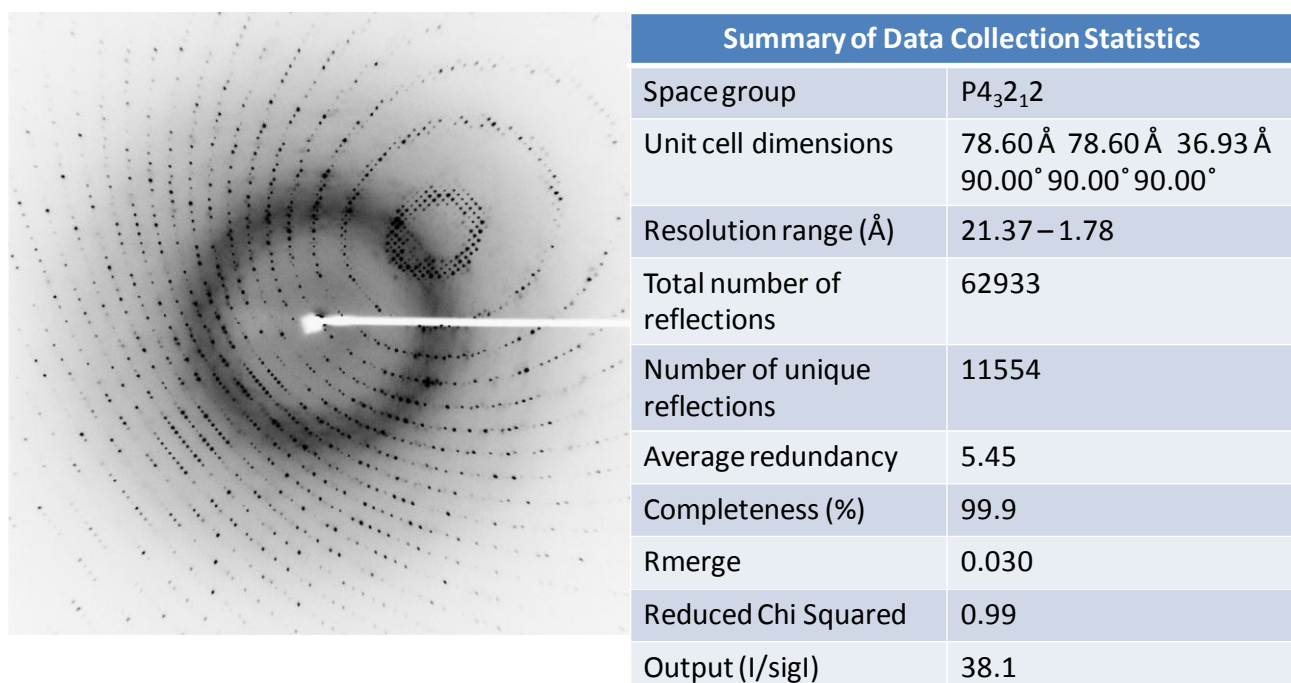 Summary of Data Collection Statistics
Space group P4₃2₁2
Unit cell dimensions 78.60 Å 78.60 Å 36.93 Å
90.00˚ 90.00˚ 90.00˚
Resolution range (Å) 21.37 – 1.78
Total number of 62933
reflections
Number of unique 11554
reflections
Average redundancy 5.45
Completeness (%) 99.9
Rmerge 0.030
Reduced Chi Squared 0.99
Output (I/sigI) 38.1